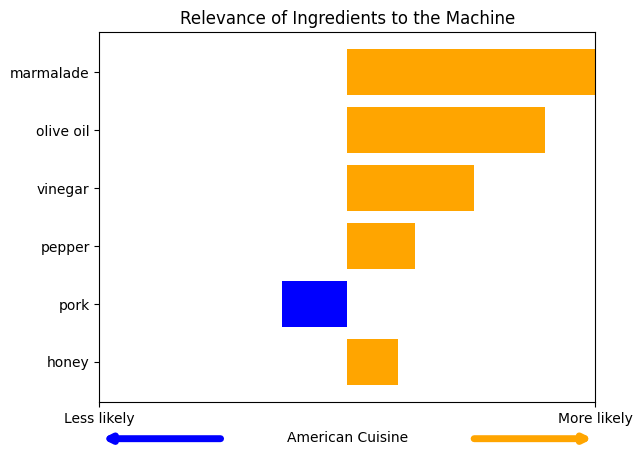 Relevance of Ingredients to the Machine
marmalade
olive oil
vinegar
pepper
pork
honey
Less likely
More likely
American Cuisine